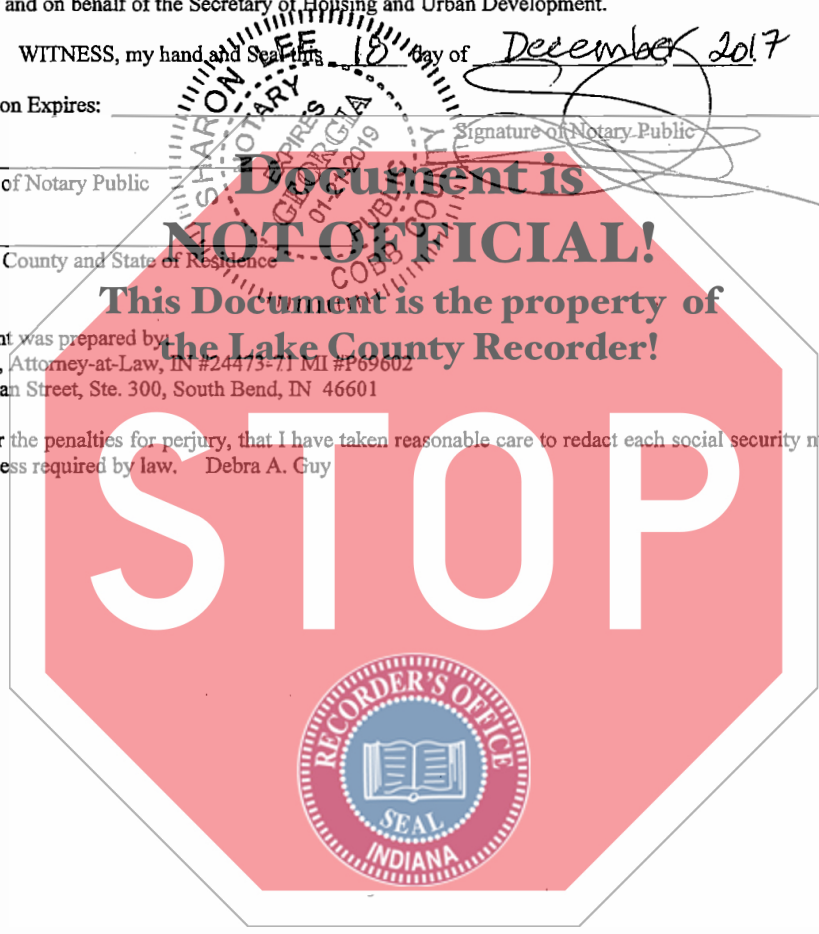 and on behalf of the Secretary of Housing and Urban Development.
WITNESS, my hand and Seal this 18 day of December 2017
on Expires:
Signature of Notary Public
of Notary Public
County and State of Residence
SHARON LEE
NOTARY
EXPIRES
GEORGIA
01-21-2019
PUBLIC
COBB COUNTY
Document is
NOT OFFICIAL!
This Document is the property of
the Lake County Recorder!
nt was prepared by:
, Attorney-at-Law, IN #24473-71 MI #P69602
an Street, Ste. 300, South Bend, IN 46601
r the penalties for perjury, that I have taken reasonable care to redact each social security n
ess required by law. Debra A. Guy
STOP
RECORDER'S OFFICE
SEAL
INDIANA